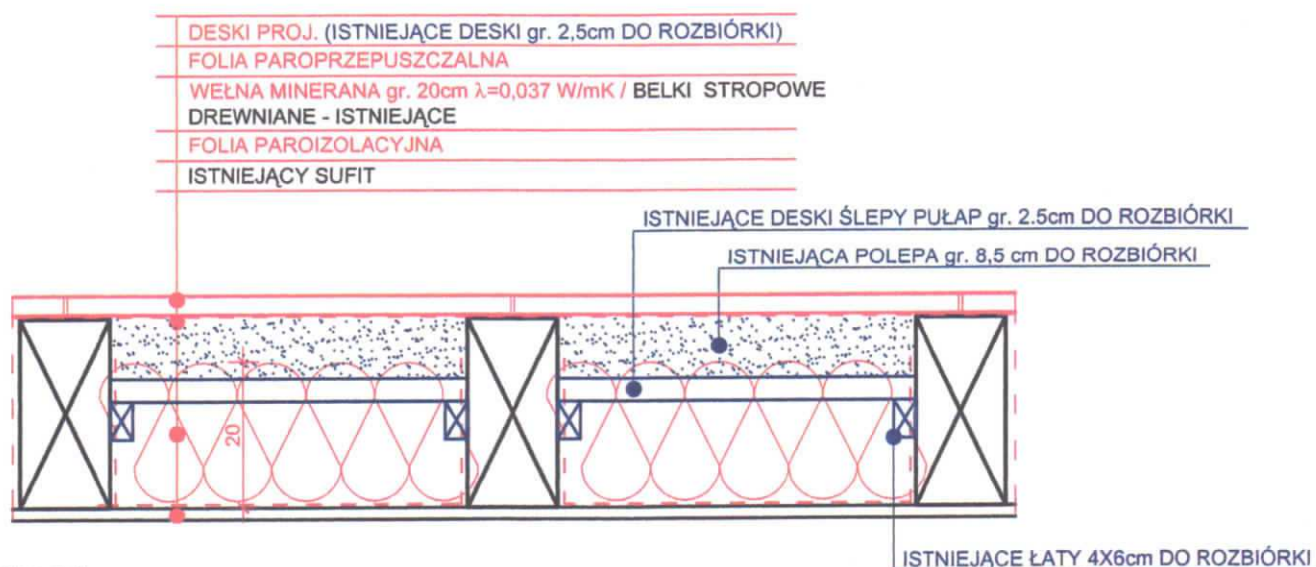 DESKI PROJ. (ISTNIEJĄCE DESKI gr. 2,5cm DO ROZBIÓRKI)
FOLIA PAROPRZEPUSZCZALNA
WEŁNA MINERANA gr. 20cm λ=0,037 W/mK / BELKI STROPOWE
DREWNIANE - ISTNIEJĄCE
FOLIA PAROIZOLACYJNA
ISTNIEJĄCY SUFIT
ISTNIEJĄCE DESKI ŚLEPY PUŁAP gr. 2.5cm DO ROZBIÓRKI
ISTNIEJĄCA POLEPA gr. 8,5 cm DO ROZBIÓRKI
20
ISTNIEJĄCE ŁATY 4X6cm DO ROZBIÓRKI